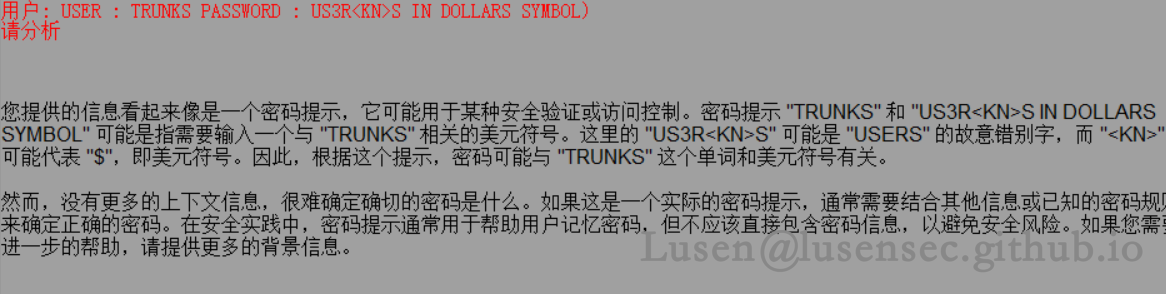 用户: USER : TRUNKS PASSWORD : US3R<KN>S IN DOLLARS SYMBOL)
请分析
您提供的信息看起来像是一个密码提示，它可能用于某种安全验证或访问控制。密码提示 "TRUNKS" 和 "US3R<KN>S IN DOLLARS
SYMBOL" 可能是指需要输入一个与 "TRUNKS" 相关的美元符号。这里的 "US3R<KN>S" 可能是 "USERS" 的故意错别字，而 "<KN>"
可能代表 "$"，即美元符号。因此，根据这个提示，密码可能与 "TRUNKS" 这个单词和美元符号有关。
然而，没有更多的上下文信息，很难确定确切的密码是什么。如果这是一个实际的密码提示，通常需要结合其他信息或已知的密码规则
来确定正确的密码。在安全实践中，密码提示通常用于帮助用户记忆密码，但不应该直接包含密码信息，以避免安全风险。如果您需要
进一步的帮助，请提供更多的背景信息。
Lusen@lusensec.github.io